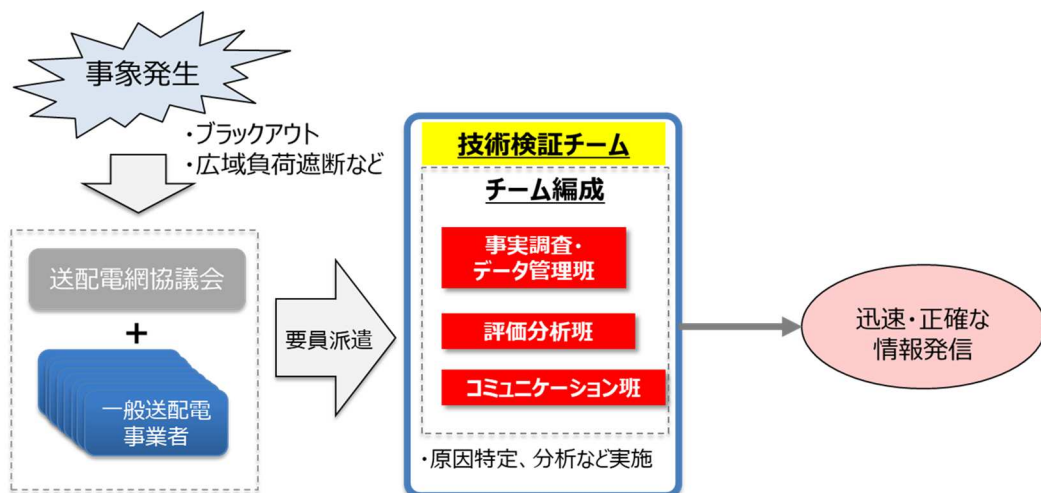 事象発生
・ブラックアウト
・広域負荷遮断など
送配電網協議会
+
一般送配電
事業者
要員派遣
技術検証チーム
チーム編成
事実調査・
データ管理班
評価分析班
コミュニケーション班
・原因特定、分析など実施
迅速・正確な
情報発信